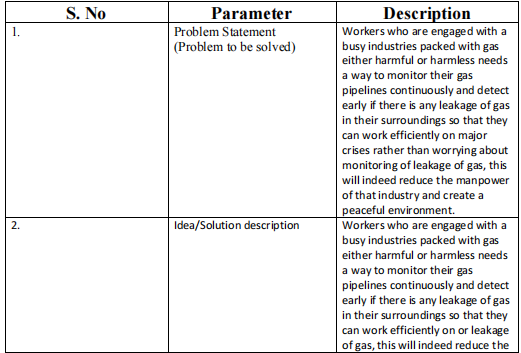 S. No Parameter Description
1. Problem Statement Workers who are engaged with a
(Problem to be solved) busy industries packed with gas
either harmful or harmless needs
a way to monitor their gas
pipelines continuously and detect
early if there is any leakage of gas
in their surroundings so that they
can work efficiently on major
crises rather than worrying about
monitoring of leakage of gas, this
will indeed reduce the manpower
of that industry and create a
peaceful environment.
2. Idea/Solution description Workers who are engaged with a
busy industries packed with gas
either harmful or harmless needs
a way to monitor their gas
pipelines continuously and detect
early if there is any leakage of gas
in their surroundings so that they
can work efficiently on or leakage
of gas, this will indeed reduce the